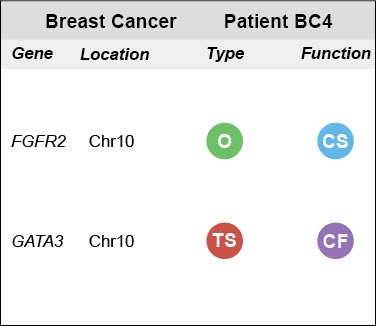 Breast Cancer Patient BC4
Gene Location Type Function
FGFR2 Chr10 O CS
GATA3 Chr10 TS CF